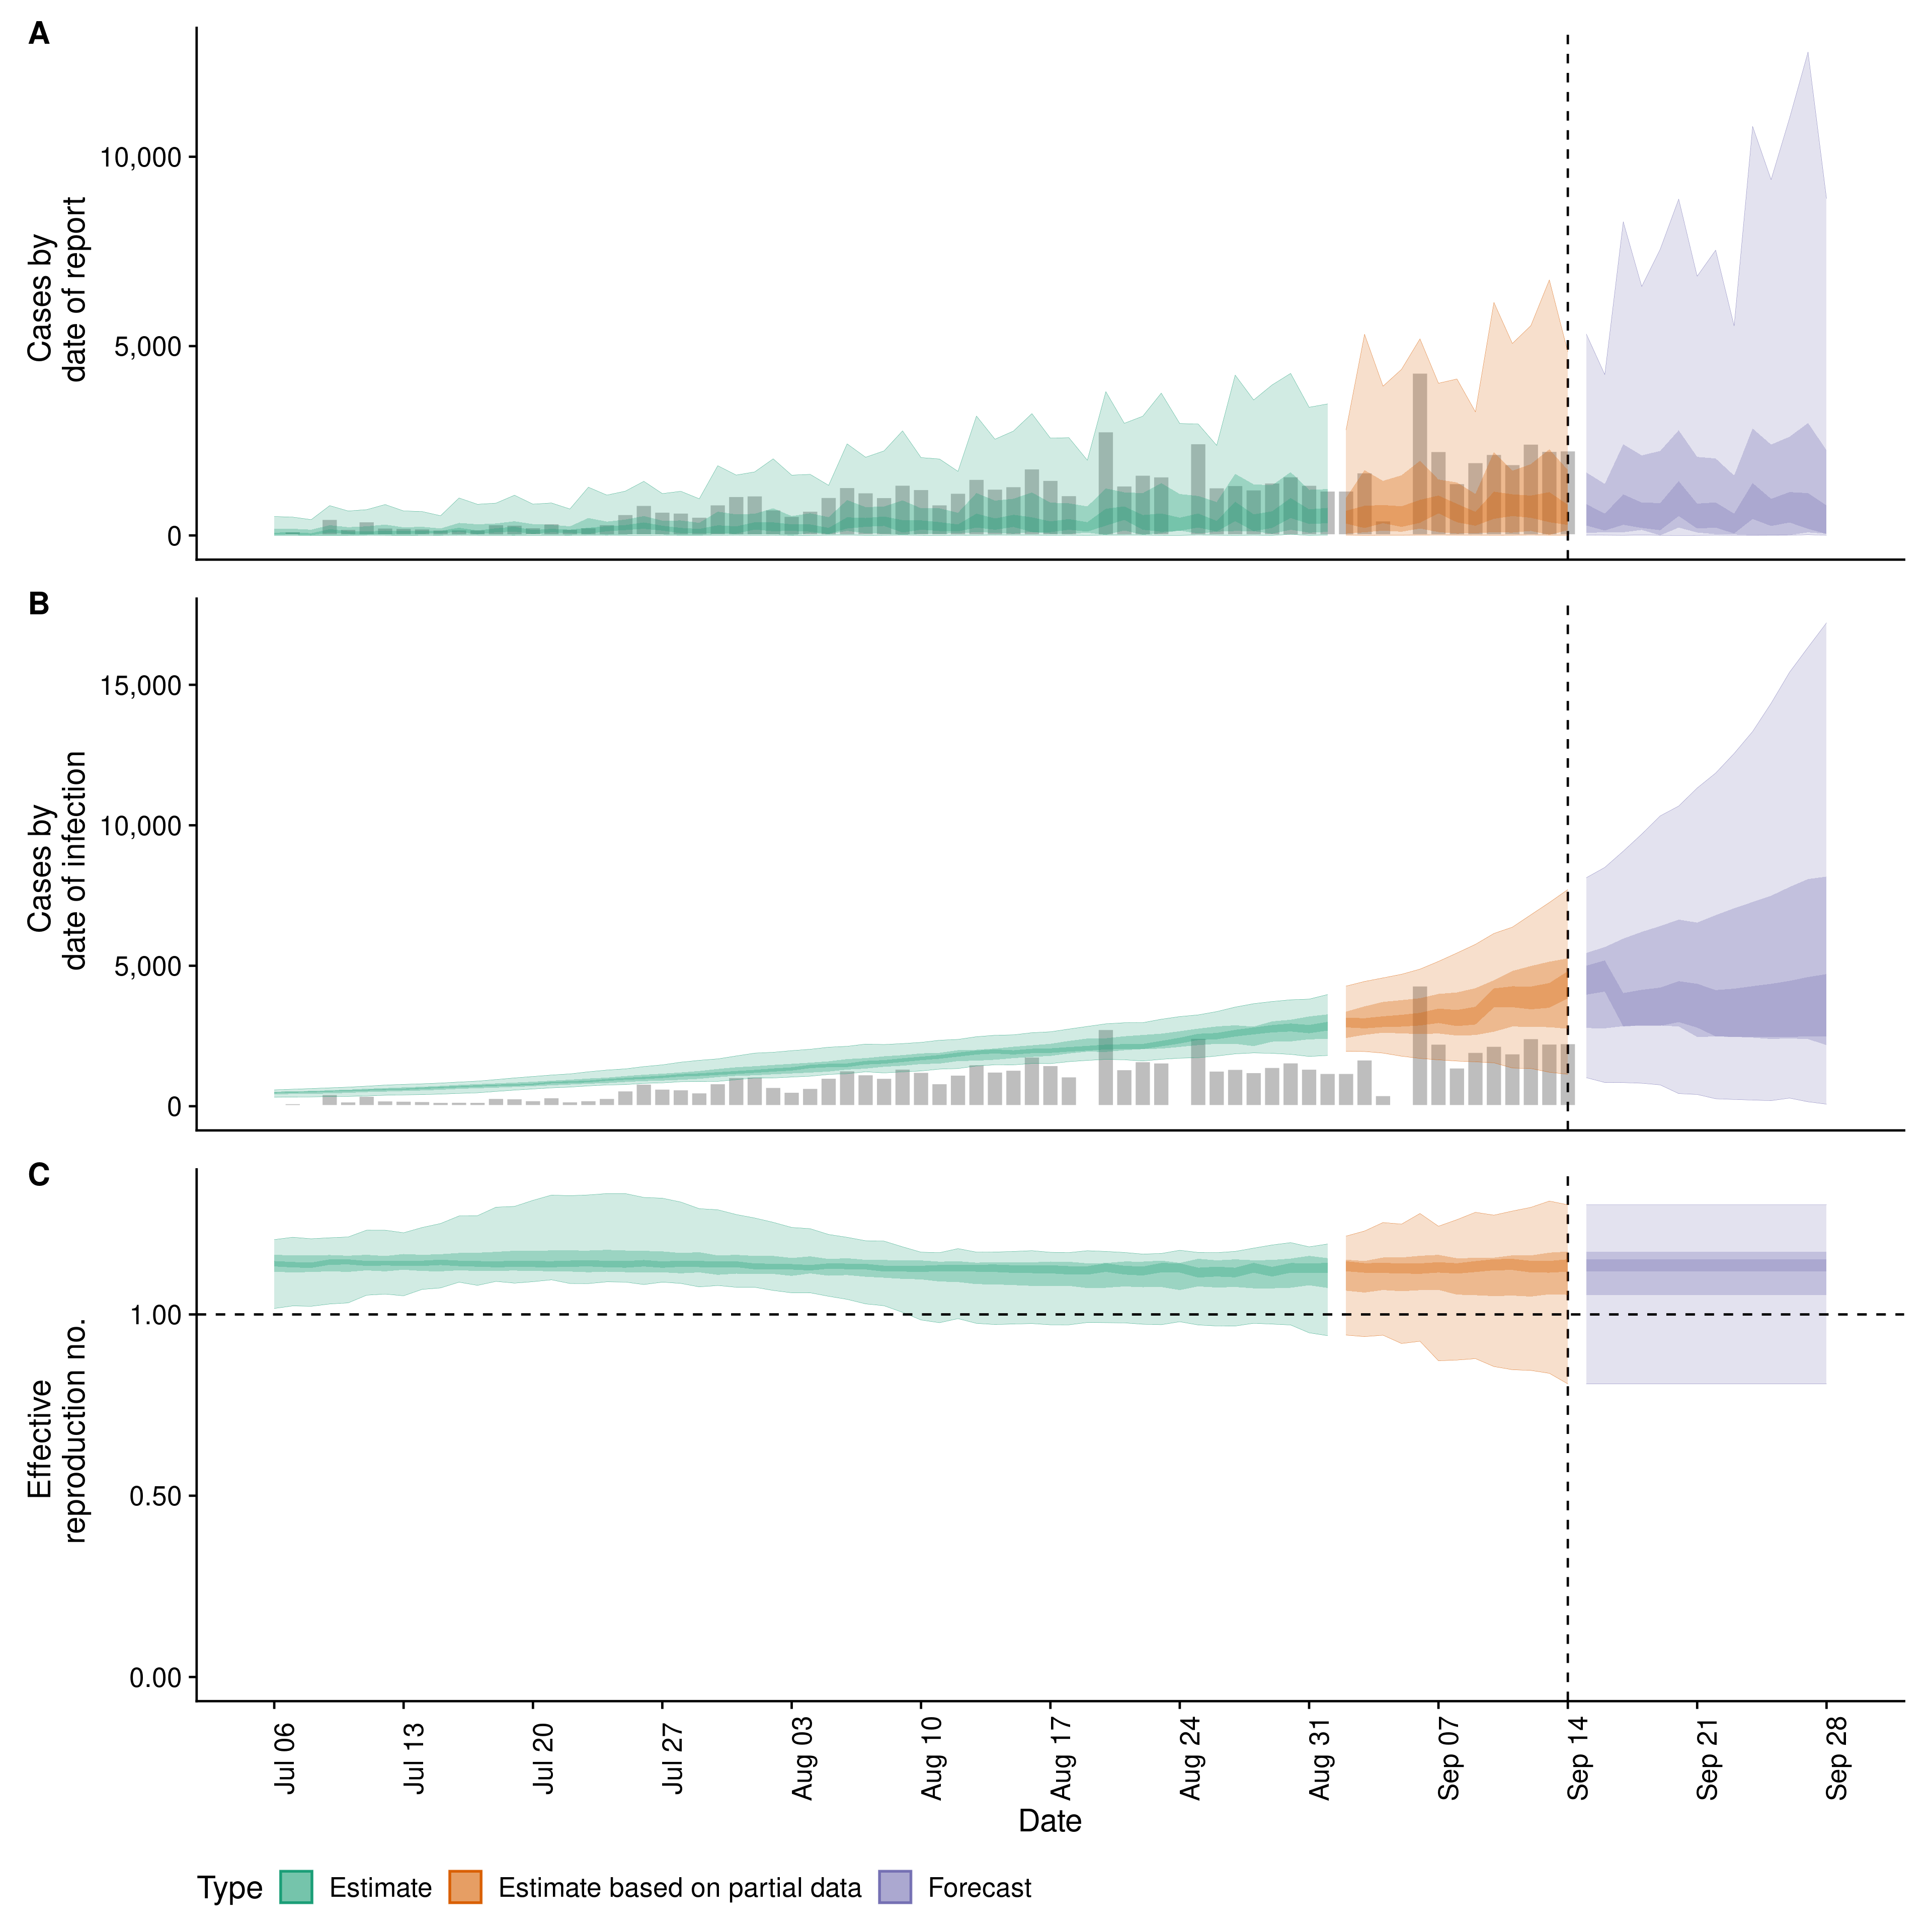 A
Cases by
date of report
10,000
5,000
0
B
Cases by
date of infection
15,000
10,000
5,000
0
C
Effective
reproduction no.
1.00
0.50
0.00
Jul 06
Jul 13
Jul 20
Jul 27
Aug 03
Aug 10
Aug 17
Aug 24
Aug 31
Sep 07
Sep 14
Sep 21
Sep 28
Date
Type Estimate Estimate based on partial data Forecast